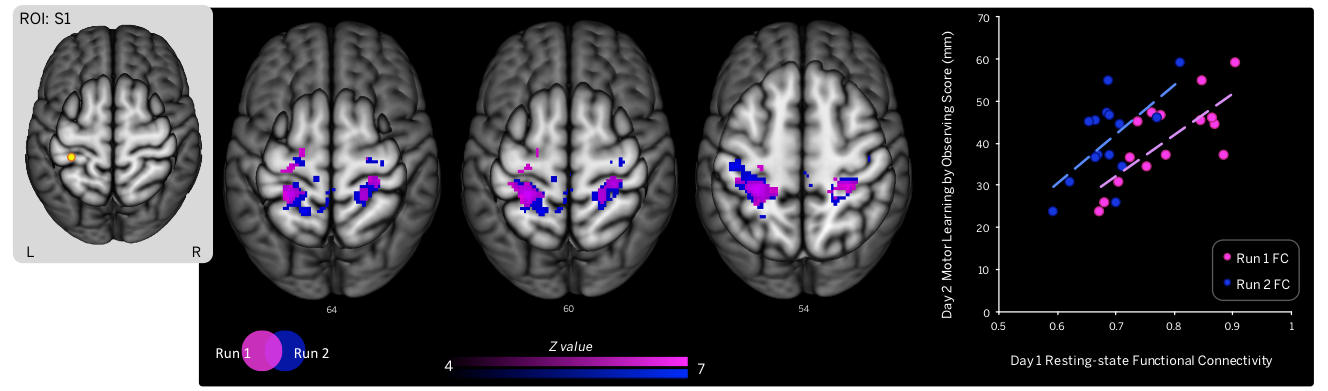 ROI: S1
L
R
64
60
54
Run 1
Run 2
Z value
4
7
Day 2 Motor Learning by Observing Score (mm)
70
60
50
40
30
20
10
0
0.5
0.6
0.7
0.8
0.9
1
Run 1 FC
Run 2 FC
Day 1 Resting-state Functional Connectivity